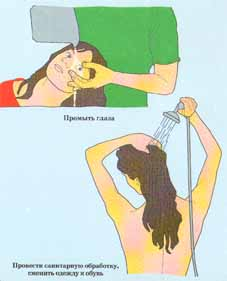 Промыть глаза
Провести санитарную обработку,
сменить одежду и обувь